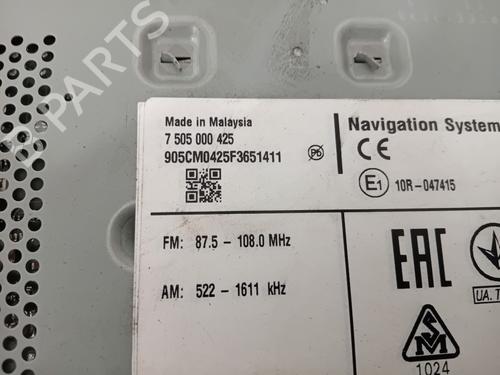 B-PARTS
Made in Malaysia
7 505 000 425
905CM0425F3651411
Pb
Navigation System
CE
E1 10R-047415
FM: 87.5 - 108.0 MHz
AM: 522 - 1611 kHz
EAC
UA.T
SM
1024